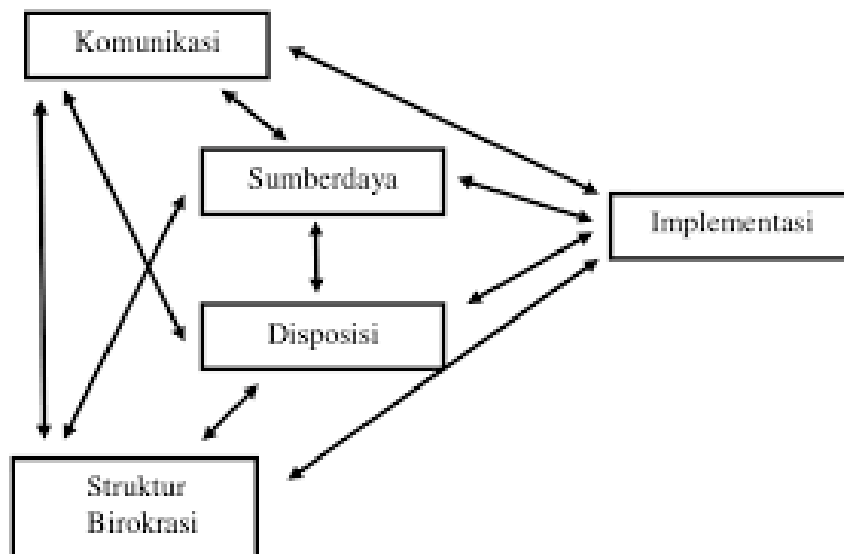 Komunikasi
Sumberdaya
Implementasi
Disposisi
Struktur
Birokrasi